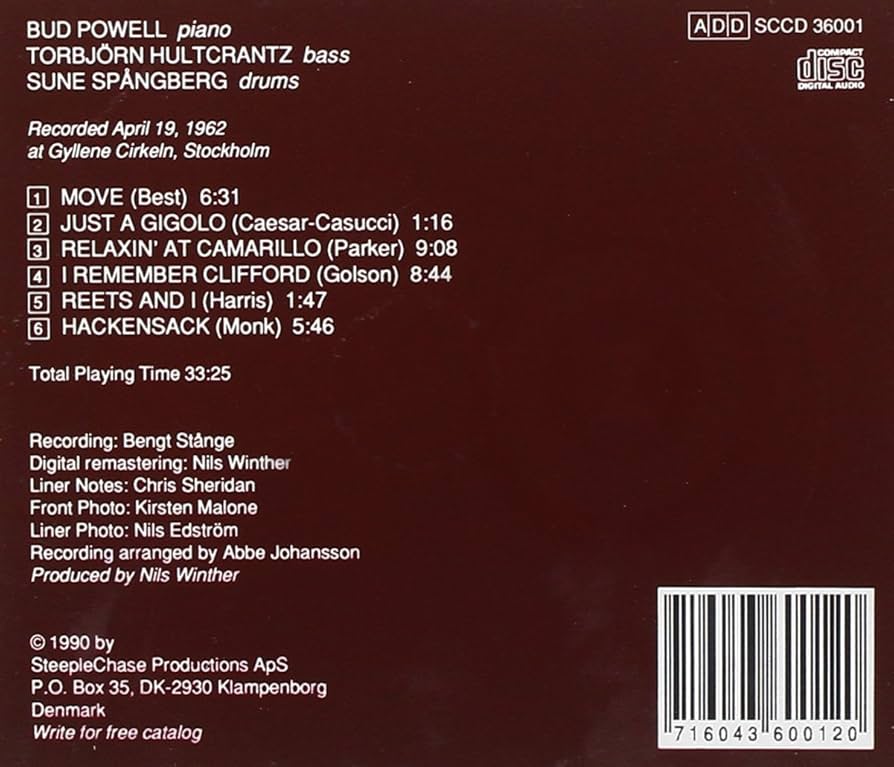 BUD POWELL piano
TORBJÖRN HULTCRANTZ bass
SUNE SPÅNGBERG drums
ADD SCCD 36001
COMPACT
disc
DIGITAL AUDIO
Recorded April 19, 1962
at Gyllene Cirkeln, Stockholm
1 MOVE (Best) 6:31
2 JUST A GIGOLO (Caesar-Casucci) 1:16
3 RELAXIN' AT CAMARILLO (Parker) 9:08
4 I REMEMBER CLIFFORD (Golson) 8:44
5 REETS AND I (Harris) 1:47
6 HACKENSACK (Monk) 5:46
Total Playing Time 33:25
Recording: Bengt Stånge
Digital remastering: Nils Winther
Liner Notes: Chris Sheridan
Front Photo: Kirsten Malone
Liner Photo: Nils Edström
Recording arranged by Abbe Johansson
Produced by Nils Winther
© 1990 by
SteepleChase Productions ApS
P.O. Box 35, DK-2930 Klampenborg
Denmark
Write for free catalog
716043 600120